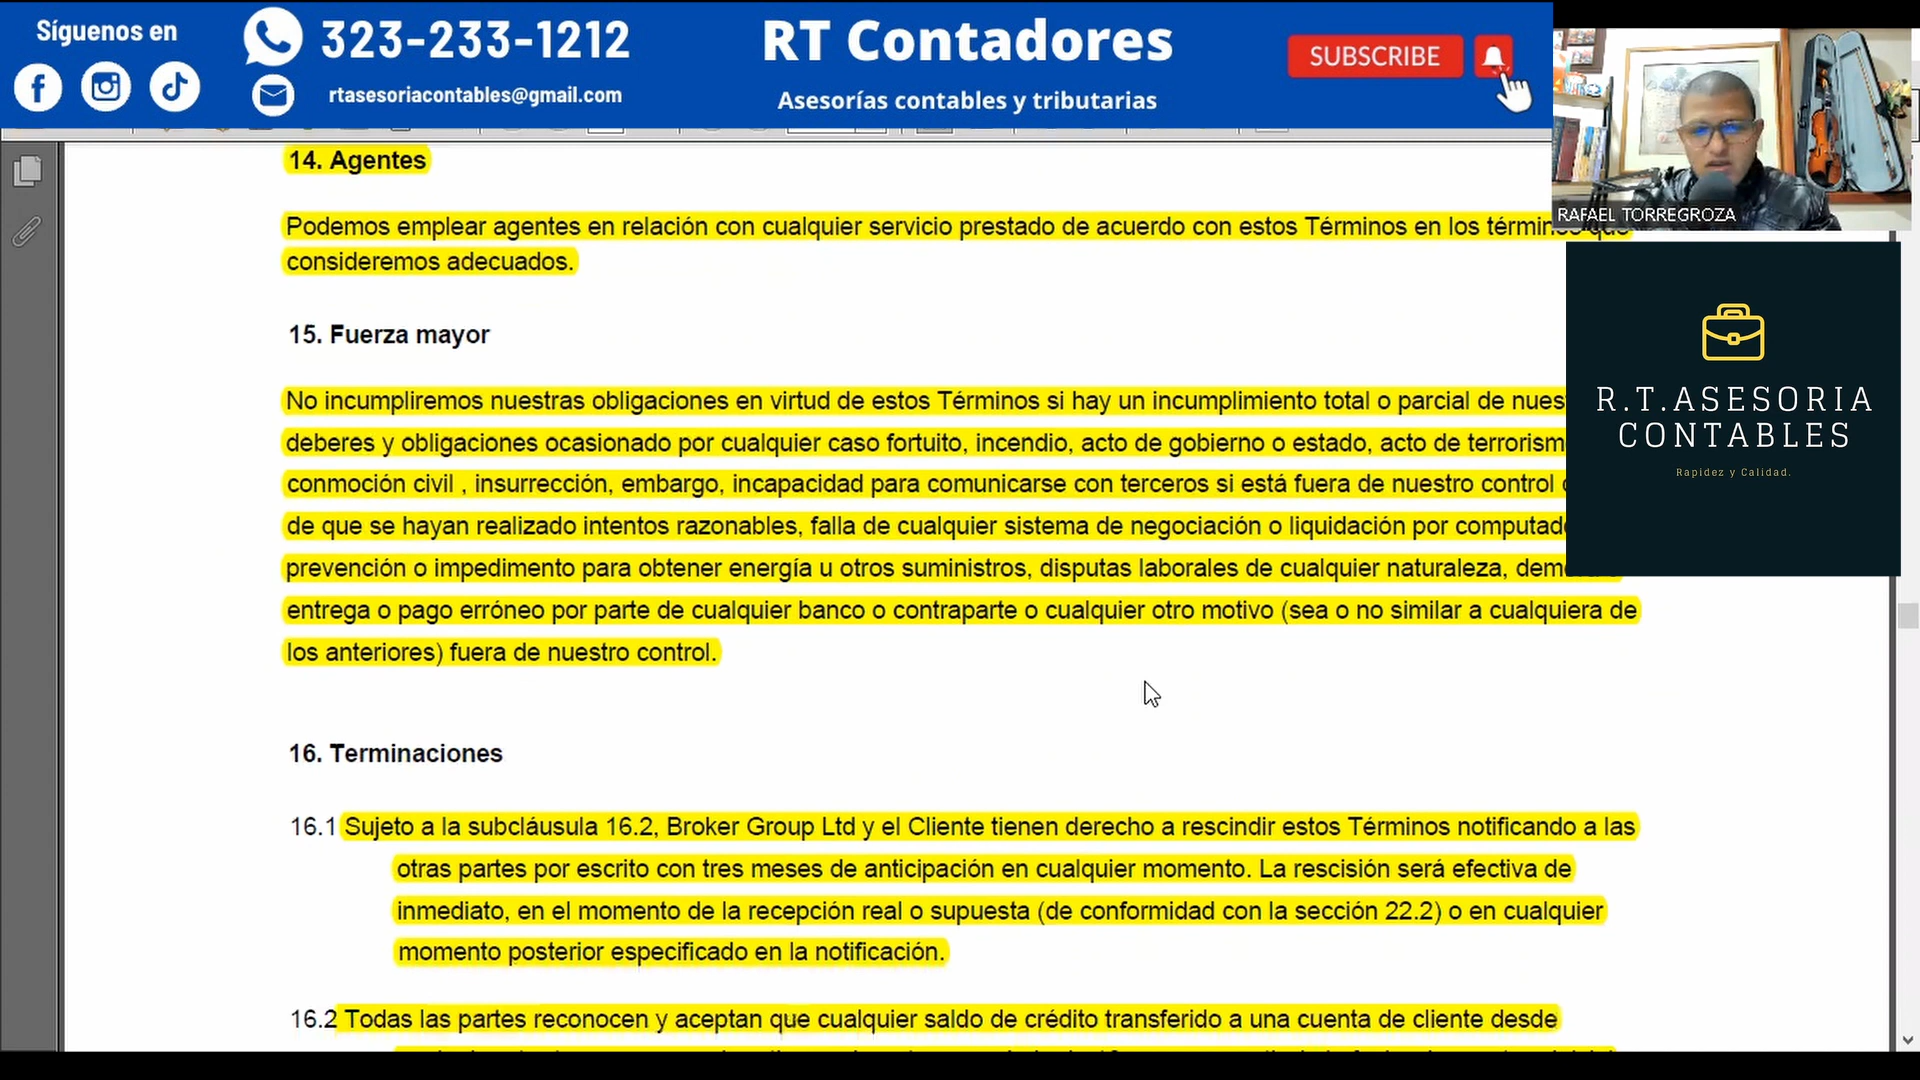 Síguenos en
323-233-1212
rtasesoriacontables@gmail.com
RT Contadores
Asesorías contables y tributarias
SUBSCRIBE
RAFAEL TORREGROZA
R.T.ASESORIA
CONTABLES
Rapidez y Calidad.
14. Agentes
Podemos emplear agentes en relación con cualquier servicio prestado de acuerdo con estos Términos en los términos que
consideremos adecuados.
15. Fuerza mayor
No incumpliremos nuestras obligaciones en virtud de estos Términos si hay un incumplimiento total o parcial de
deberes y obligaciones ocasionado por cualquier caso fortuito, incendio, acto de gobierno o estado, acto de
conmoción civil , insurrección, embargo, incapacidad para comunicarse con terceros si está fuera de nuestro control
de que se hayan realizado intentos razonables, falla de cualquier sistema de negociación o liquidación por
prevención o impedimento para obtener energía u otros suministros, disputas laborales de cualquier naturaleza,
entrega o pago erróneo por parte de cualquier banco o contraparte o cualquier otro motivo (sea o no similar a cualquiera de
los anteriores) fuera de nuestro control.
16. Terminaciones
16.1 Sujeto a la subcláusula 16.2, Broker Group Ltd y el Cliente tienen derecho a rescindir estos Términos notificando a las
otras partes por escrito con tres meses de anticipación en cualquier momento. La rescisión será efectiva de
inmediato, en el momento de la recepción real o supuesta (de conformidad con la sección 22.2) o en cualquier
momento posterior especificado en la notificación.
16.2 Todas las partes reconocen y aceptan que cualquier saldo de crédito transferido a una cuenta de cliente desde